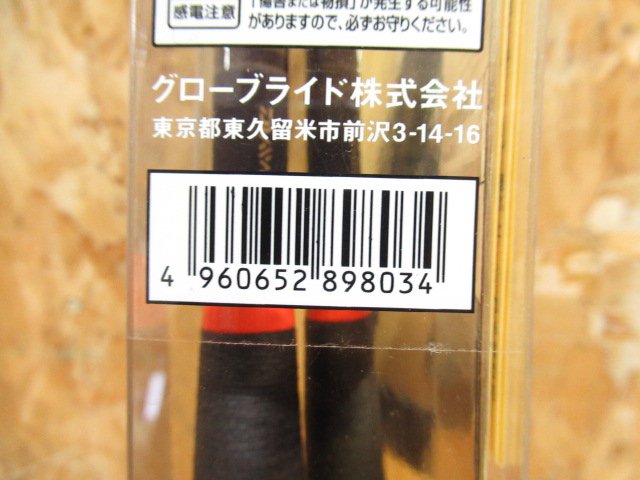 感電注意
「傷害または物損」が発生する可能性
がありますので、必ずお守りください。
グローブライド株式会社
東京都東久留米市前沢3-14-16
DAIWA
4 960652 898034